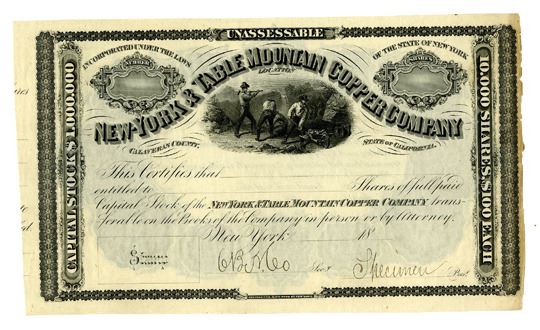 UNASSESSABLE
INCORPORATED UNDER THE LAWS OF THE STATE OF NEW YORK
NUMBER
SHARES
NEW-YORK & TABLE MOUNTAIN COPPER COMPANY
LOCATION
CALAVERAS COUNTY, STATE OF CALIFORNIA.
CAPITAL STOCK $1,000,000
10,000 SHARES $100 EACH
This Certifies that
entitled to Shares of full paid
Capital Stock of the NEW YORK & TABLE MOUNTAIN COPPER COMPANY trans-
ferable on the Books of the Company in person or by Attorney.
New York 18
Specimen Prest